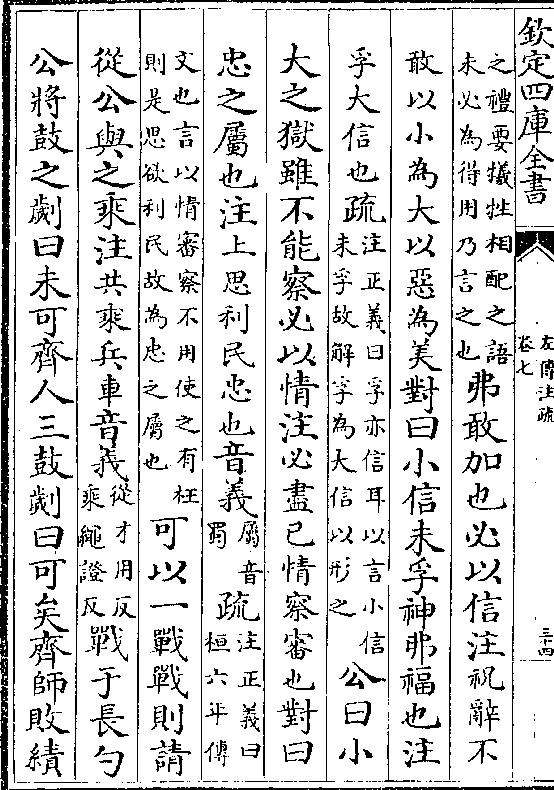 欽定四庫全書
左傳注疏
卷七
三十四
之禮要犧牲相配之語
未必為得用乃言之也
弗敢加也必以信注祝辭不
敢以小為大以惡為美對曰小信未孚神弗福也注
孚大信也疏
注正義曰孚亦信耳以言小信
未孚故解孚為大信以形之
公曰小
大之獄雖不能察必以情注必盡已情察審也對曰
忠之屬也注上思利民忠也音義
屬音
蜀
疏
注正義曰
桓六年傳
文也言以情審察不用使之有枉
則是思欲利民故為忠之屬也
可以一戰戰則請
從公與之乘注共乘兵車音義
從才用反
乘繩證反
戰于長勺
公將鼓之劌曰未可齊人三鼓劌曰可矣齊師敗績